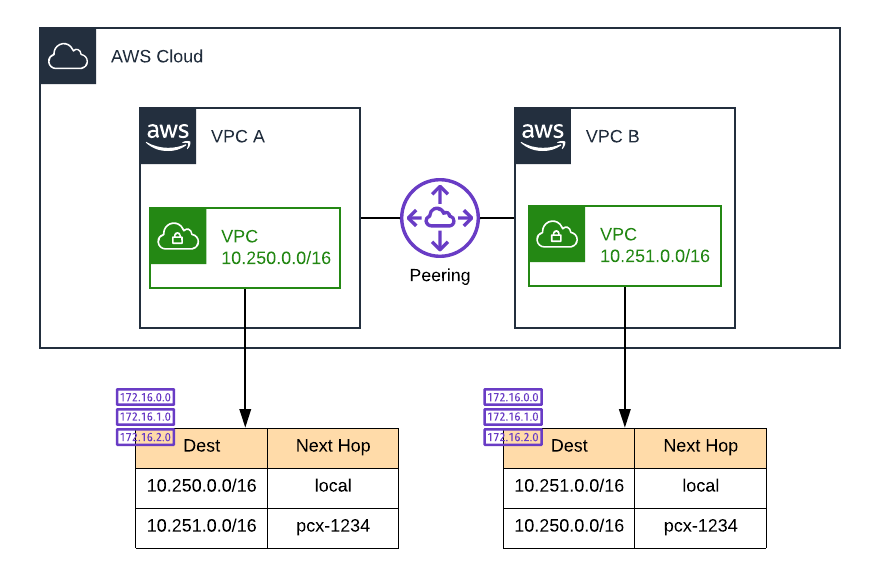 AWS Cloud
aws
VPC A
VPC
10.250.0.0/16
Peering
aws
VPC B
VPC
10.251.0.0/16
172.16.0.0
172.16.1.0
172.16.2.0
Dest Next Hop
10.250.0.0/16 local
10.251.0.0/16 pcx-1234
172.16.0.0
172.16.1.0
172.16.2.0
Dest Next Hop
10.251.0.0/16 local
10.250.0.0/16 pcx-1234